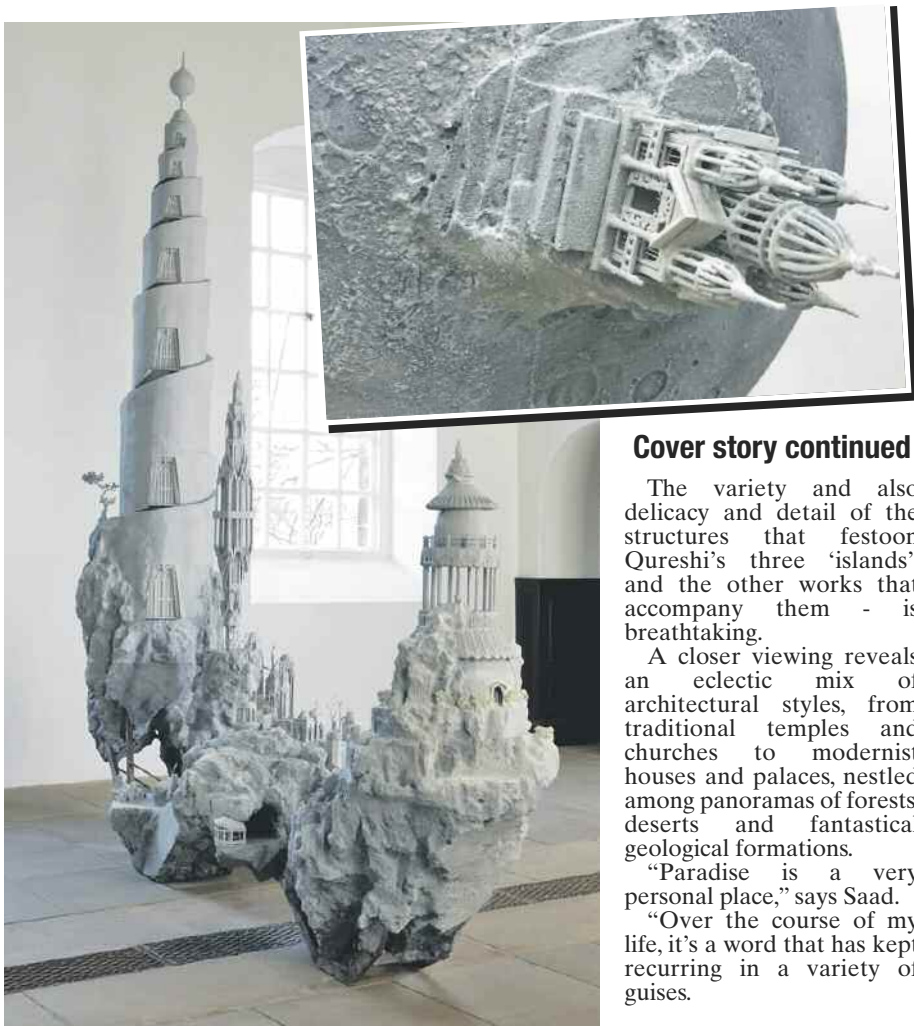 Cover story continued
The variety and also
delicacy and detail of the
structures that festoon
Qureshi's three 'islands'
and the other works that
accompany them - is
breathtaking.
A closer viewing reveals
an eclectic mix of
architectural styles, from
traditional temples and
churches to modernist
houses and palaces, nestled
among panoramas of forests,
deserts and fantastical
geological formations.
"Paradise is a very
personal place," says Saad.
"Over the course of my
life, it's a word that has kept
recurring in a variety of
guises.